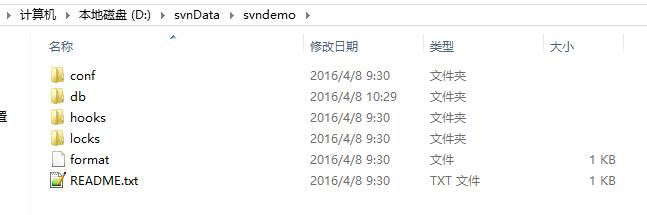 计算机 本地磁盘 (D:) svnData svndemo
名称 修改日期 类型 大小
conf 2016/4/8 9:30 文件夹
db 2016/4/8 10:29 文件夹
hooks 2016/4/8 9:30 文件夹
置
locks 2016/4/8 9:30 文件夹
format 2016/4/8 9:30 文件 1 KB
README.txt 2016/4/8 9:30 TXT 文件 1 KB